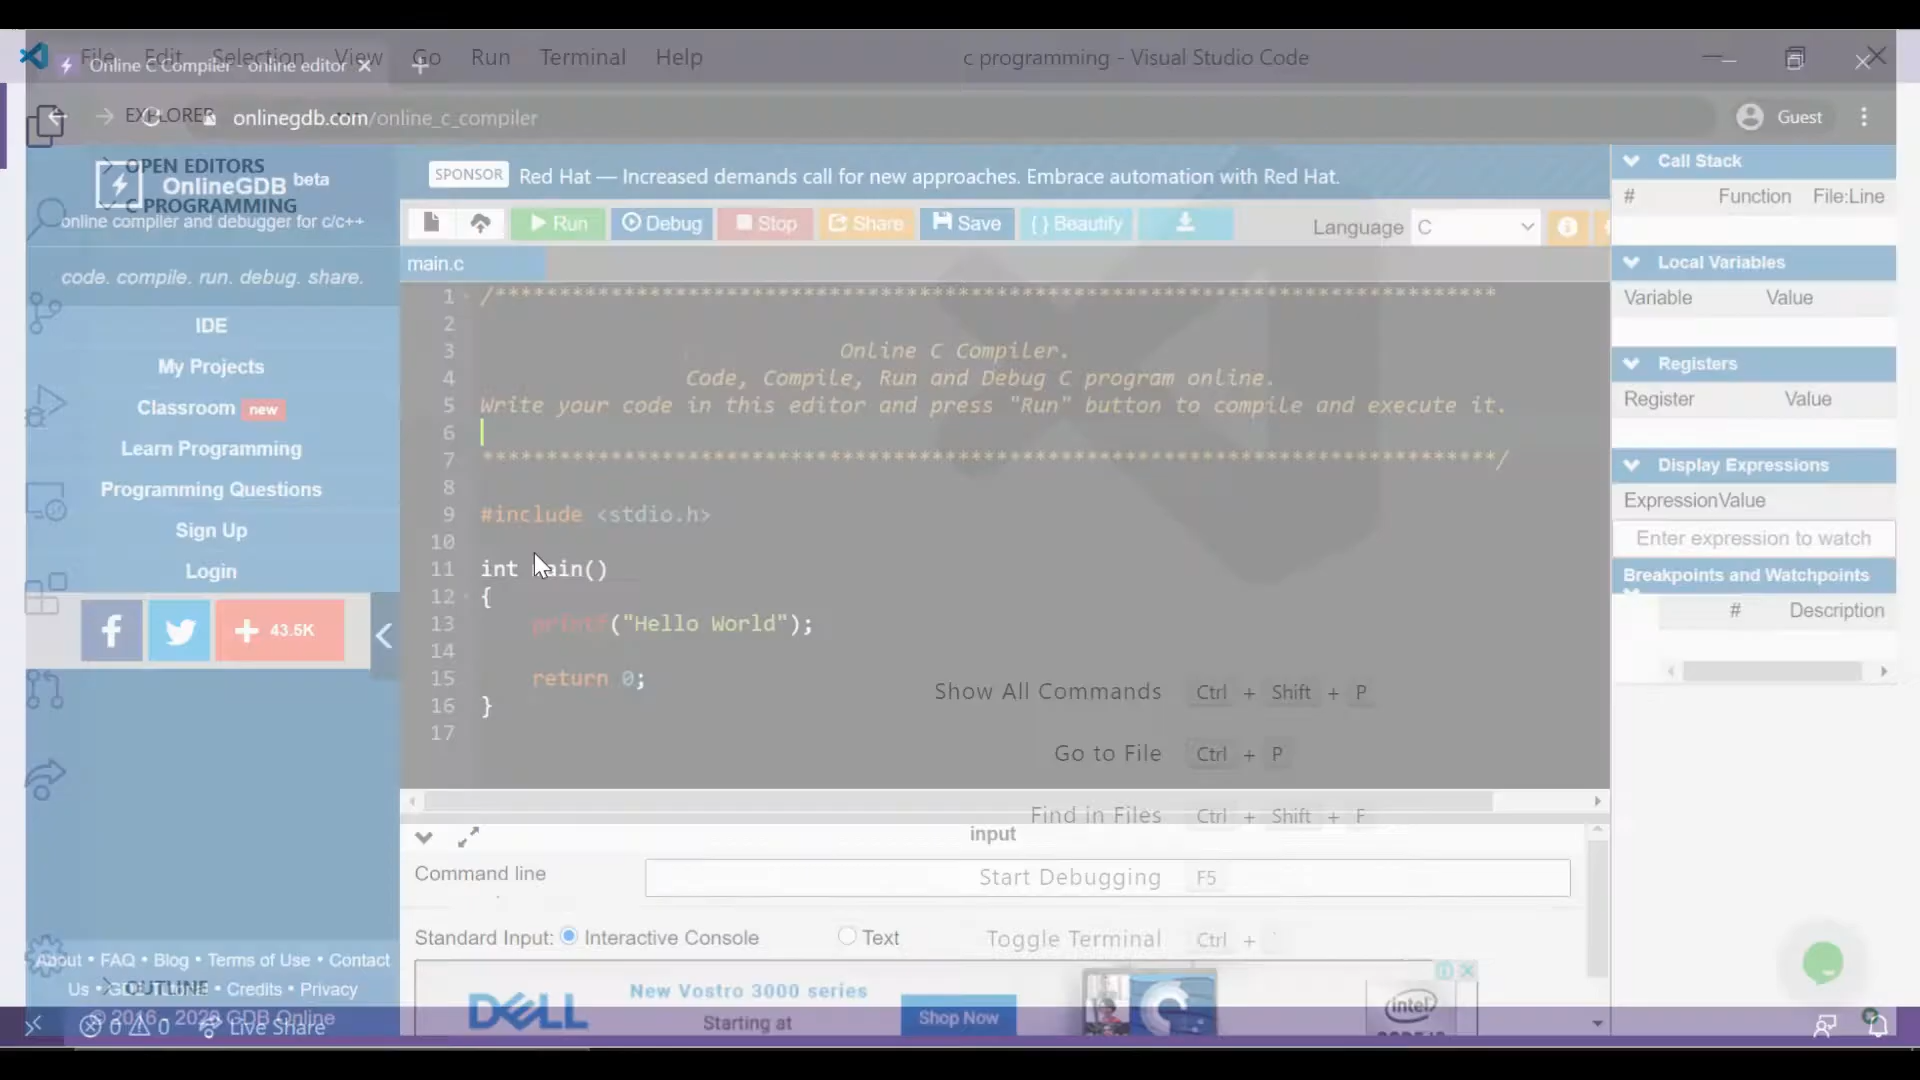 File Edit Selection View Go Run Terminal Help
c programming - Visual Studio Code
Online C Compiler - online editor
EXPLORER
onlinegdb.com/online_c_compiler
Guest
OPEN EDITORS
C PROGRAMMING
OnlineGDB beta
online compiler and debugger for c/c++
code. compile. run. debug. share.
IDE
My Projects
Classroom new
Learn Programming
Programming Questions
Sign Up
Login
43.5K
About • FAQ • Blog • Terms of Use • Contact
Us • GDB Tutorial • Credits • Privacy
OUTLINE
© 2016 - 2020 GDB Online
0 0 Live Share
SPONSOR Red Hat — Increased demands call for new approaches. Embrace automation with Red Hat.
Run Debug Stop Share Save { } Beautify
Language C
main.c
1 /******************************************************************************
2
3 Online C Compiler.
4 Code, Compile, Run and Debug C program online.
5 Write your code in this editor and press "Run" button to compile and execute it.
6
7 *******************************************************************************/
8
9 #include <stdio.h>
10
11 int main()
12 {
13 printf("Hello World");
14
15 return 0;
16 }
17
Show All Commands Ctrl + Shift + P
Go to File Ctrl + P
Find in Files Ctrl + Shift + F
Start Debugging F5
Toggle Terminal Ctrl + `
input
Command line
Standard Input: Interactive Console Text
DELL
New Vostro 3000 series
Starting at
Shop Now
intel
Call Stack
# Function File:Line
Local Variables
Variable Value
Registers
Register Value
Display Expressions
Expression Value
Enter expression to watch
Breakpoints and Watchpoints
# Description